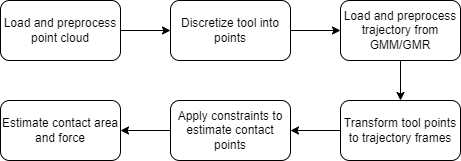 Load and preprocess
point cloud
Discretize tool into
points
Load and preprocess
trajectory from
GMM/GMR
Transform tool points
to trajectory frames
Apply constraints to
estimate contact
points
Estimate contact area
and force